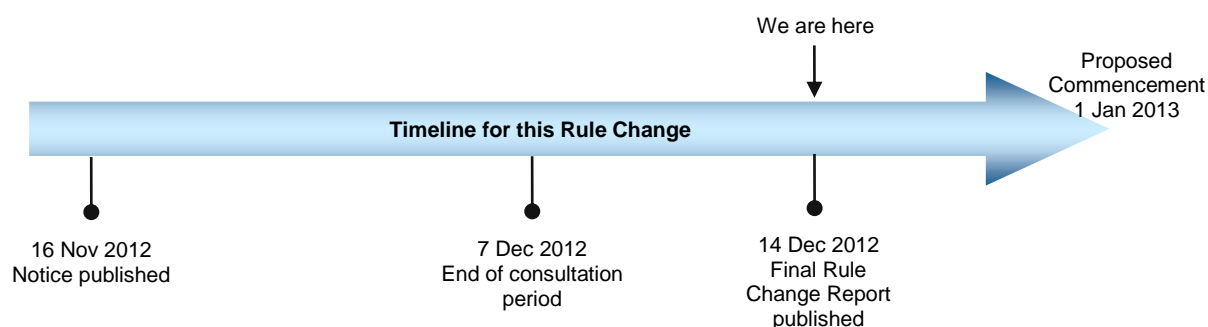 We are here
Proposed
Commencement
1 Jan 2013
Timeline for this Rule Change
16 Nov 2012
Notice published
7 Dec 2012
End of consultation
period
14 Dec 2012
Final Rule
Change Report
published